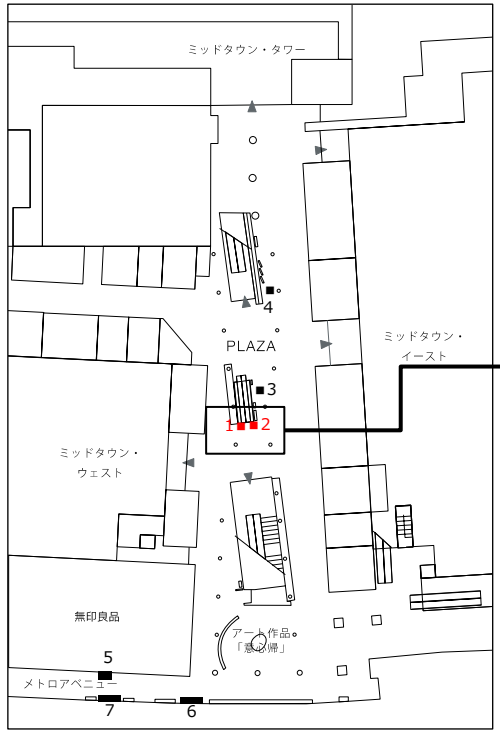 ミッドタウン・タワー
4
PLAZA
ミッドタウン・
イースト
3
1
2
ミッドタウン・
ウェスト
無印良品
アート作品
「意心帰」
5
メトロアベニュー
7
6